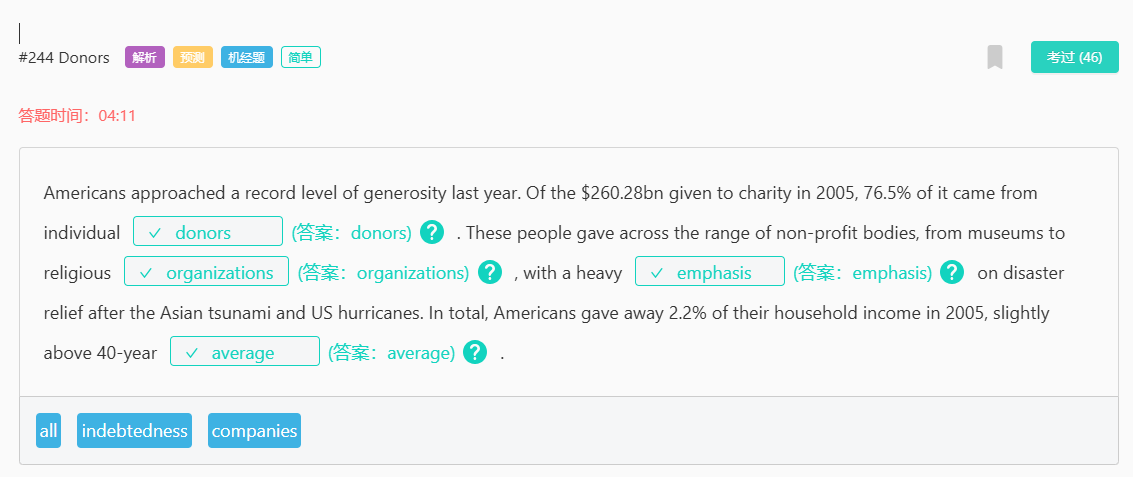 #244 Donors 解析 预测 机经题 简单 考过 (46)
答题时间：04:11
Americans approached a record level of generosity last year. Of the $260.28bn given to charity in 2005, 76.5% of it came from
individual ✓ donors (答案：donors) ? . These people gave across the range of non-profit bodies, from museums to
religious ✓ organizations (答案：organizations) ? , with a heavy ✓ emphasis (答案：emphasis) ? on disaster
relief after the Asian tsunami and US hurricanes. In total, Americans gave away 2.2% of their household income in 2005, slightly
above 40-year ✓ average (答案：average) ? .
all indebtedness companies